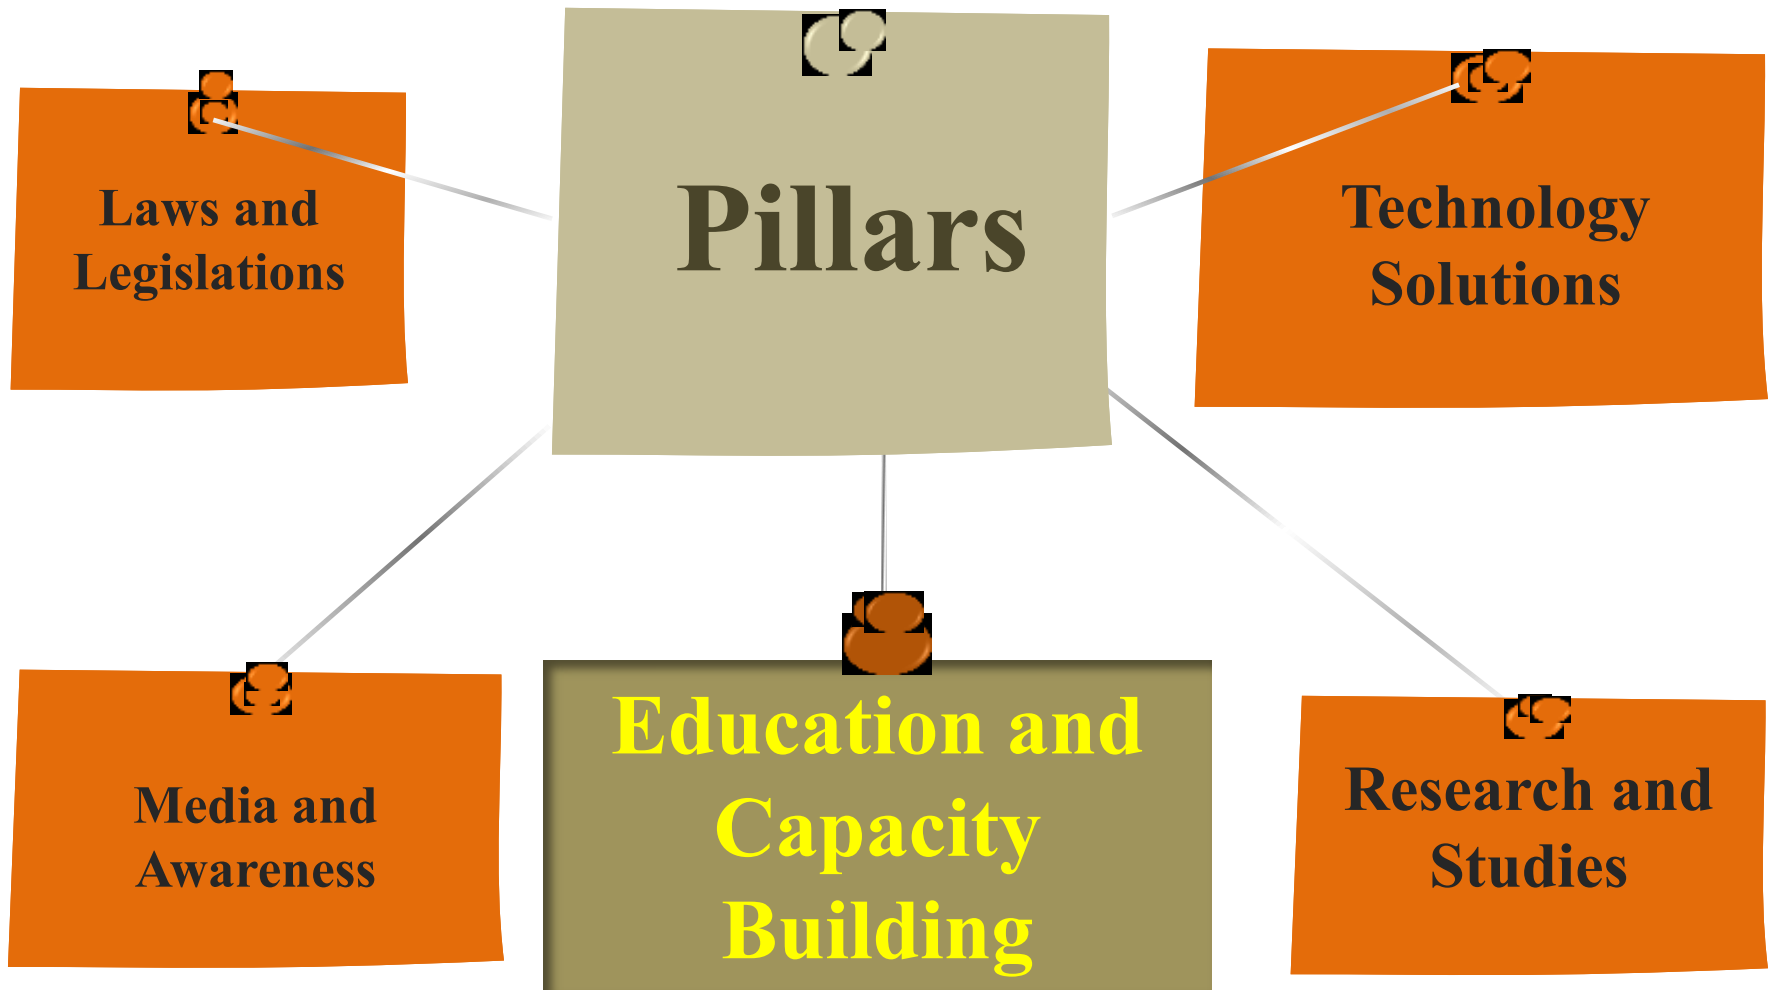 Pillars
Laws and
Legislations
Technology
Solutions
Media and
Awareness
Education and
Capacity
Building
Research and
Studies